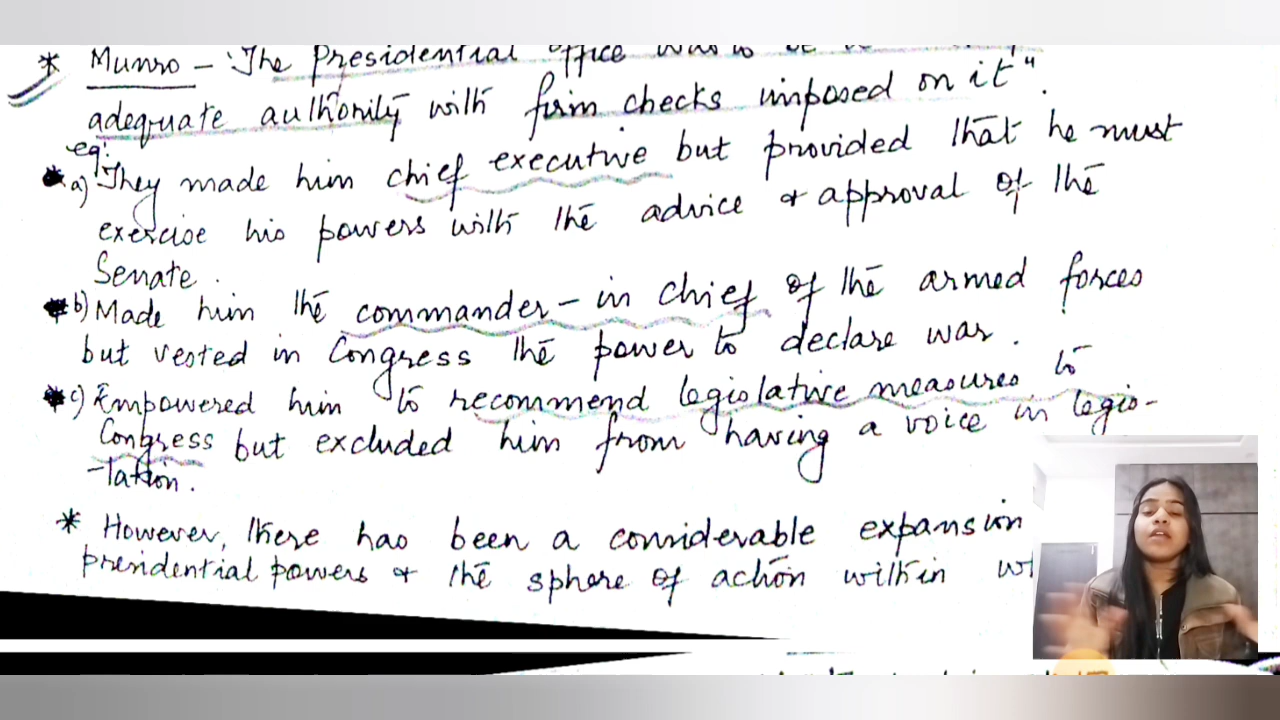 * Munro - "The Presidential office was to be
adequate authority with firm checks imposed on it".
eg:
a) They made him chief executive but provided that he must
exercise his powers with the advice & approval of the
Senate.
b) Made him the commander-in chief of the armed forces
but vested in Congress the power to declare war.
c) Empowered him to recommend legislative measures to
Congress but excluded him from having a voice in legis-
-lation.
* However, there has been a considerable expansion
presidential powers & the sphere of action within